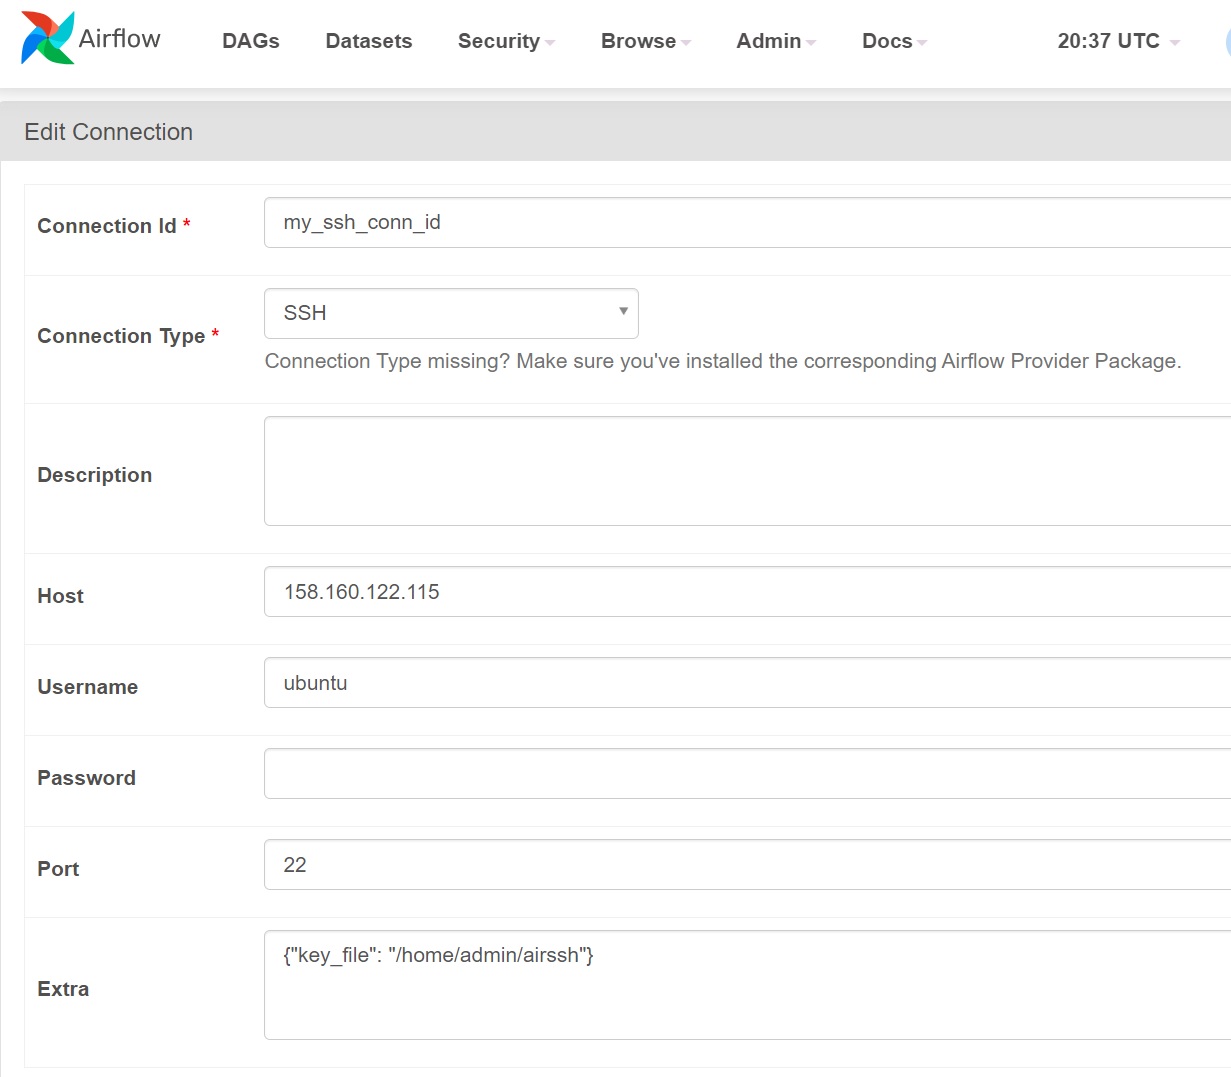 Airflow DAGs Datasets Security Browse Admin Docs 20:37 UTC
Edit Connection
Connection Id * my_ssh_conn_id
Connection Type * SSH
Connection Type missing? Make sure you've installed the corresponding Airflow Provider Package.
Description
Host 158.160.122.115
Username ubuntu
Password
Port 22
Extra {"key_file": "/home/admin/airssh"}